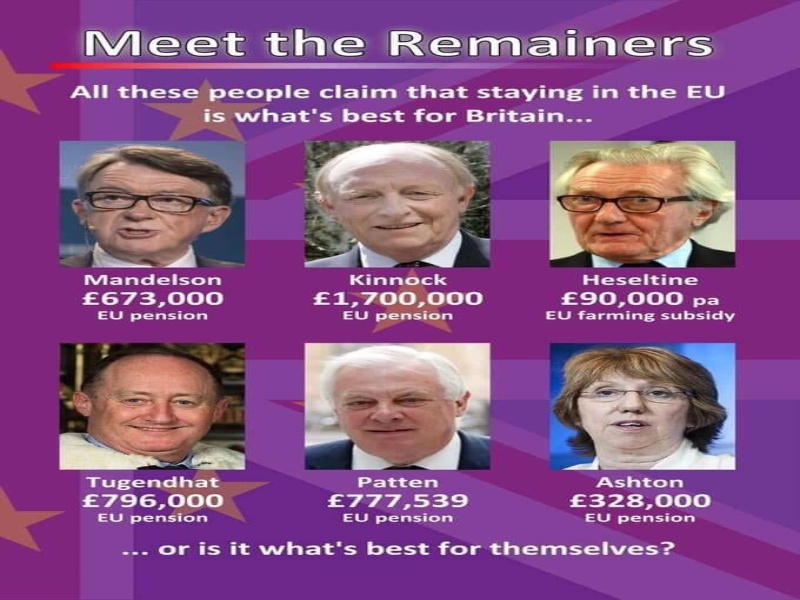 Meet the Remainers
All these people claim that staying in the EU
is what's best for Britain...
Mandelson
£673,000
EU pension
Kinnock
£1,700,000
EU pension
Heseltine
£90,000 pa
EU farming subsidy
Tugendhat
£796,000
EU pension
Patten
£777,539
EU pension
Ashton
£328,000
EU pension
... or is it what's best for themselves?